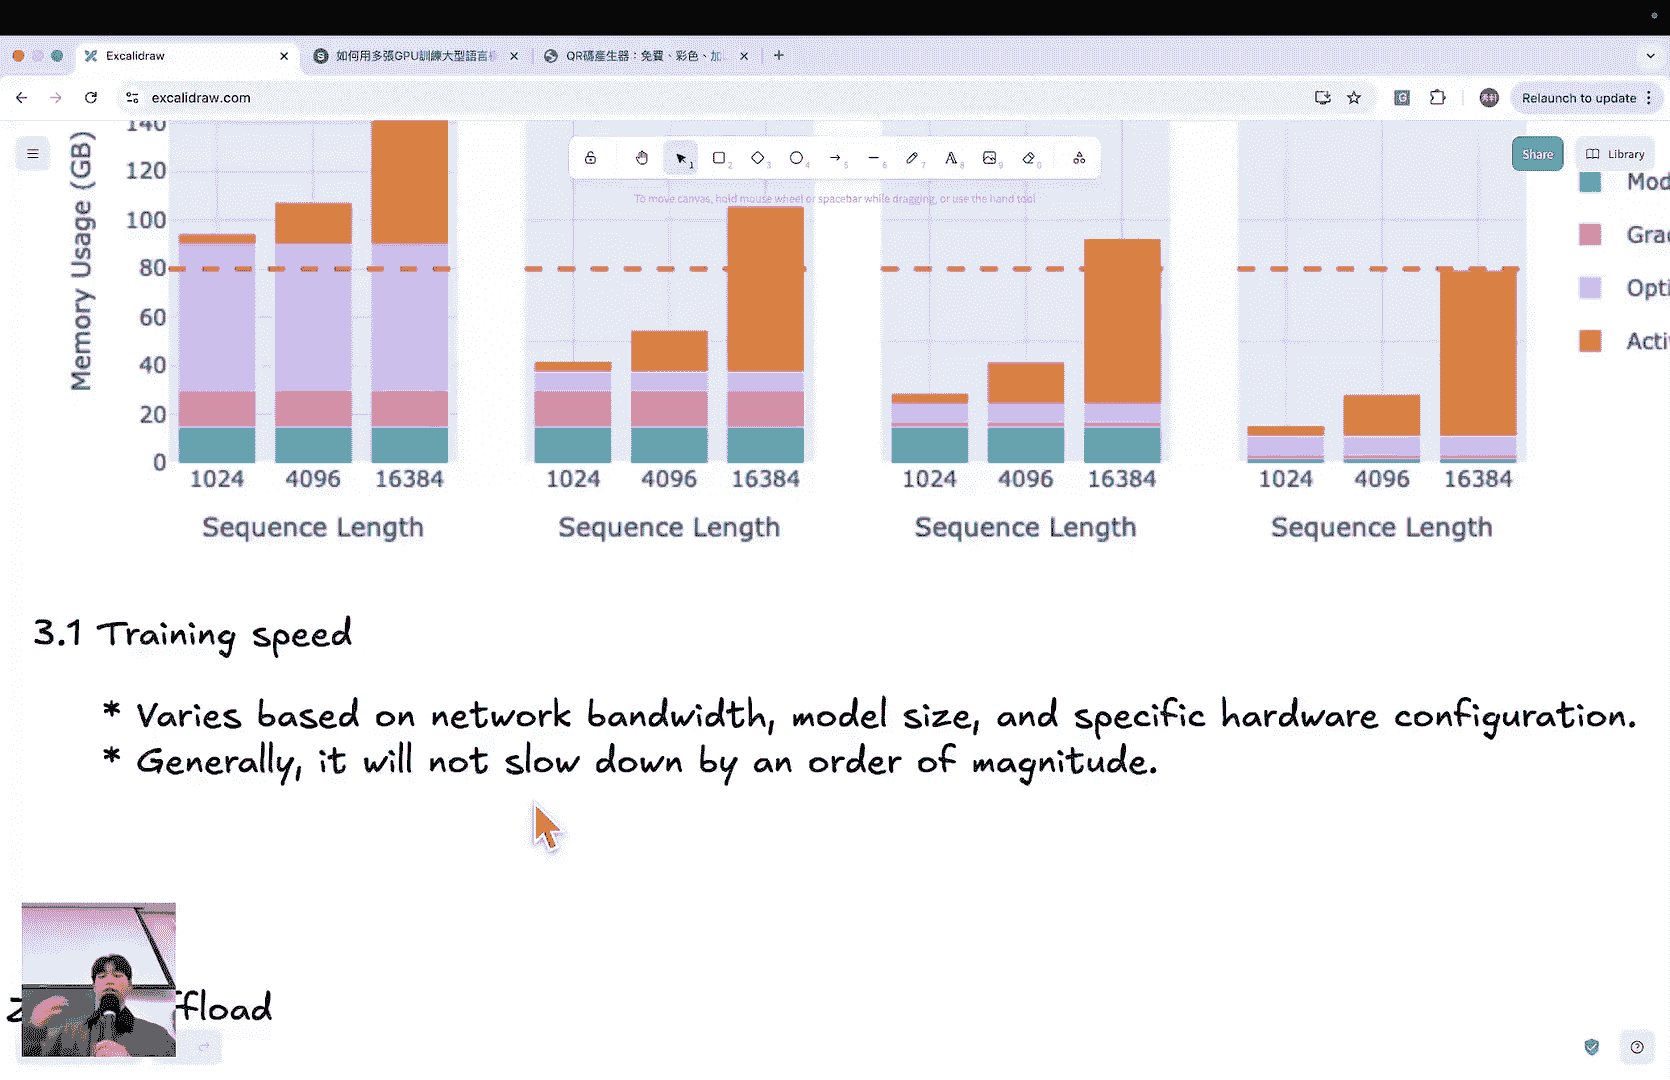 Excalidraw
如何用多張GPU訓練大型語言
QR碼產生器：免費、彩色、加...
excalidraw.com
Relaunch to update
Share
Library
To move canvas, hold mouse wheel or spacebar while dragging, or use the hand tool
Memory Usage (GB)
140
120
100
80
60
40
20
0
1024 4096 16384
1024 4096 16384
1024 4096 16384
1024 4096 16384
Sequence Length
Sequence Length
Sequence Length
Sequence Length
Mod
Grad
Opti
Activ
3.1 Training speed
* Varies based on network bandwidth, model size, and specific hardware configuration.
* Generally, it will not slow down by an order of magnitude.
ffload